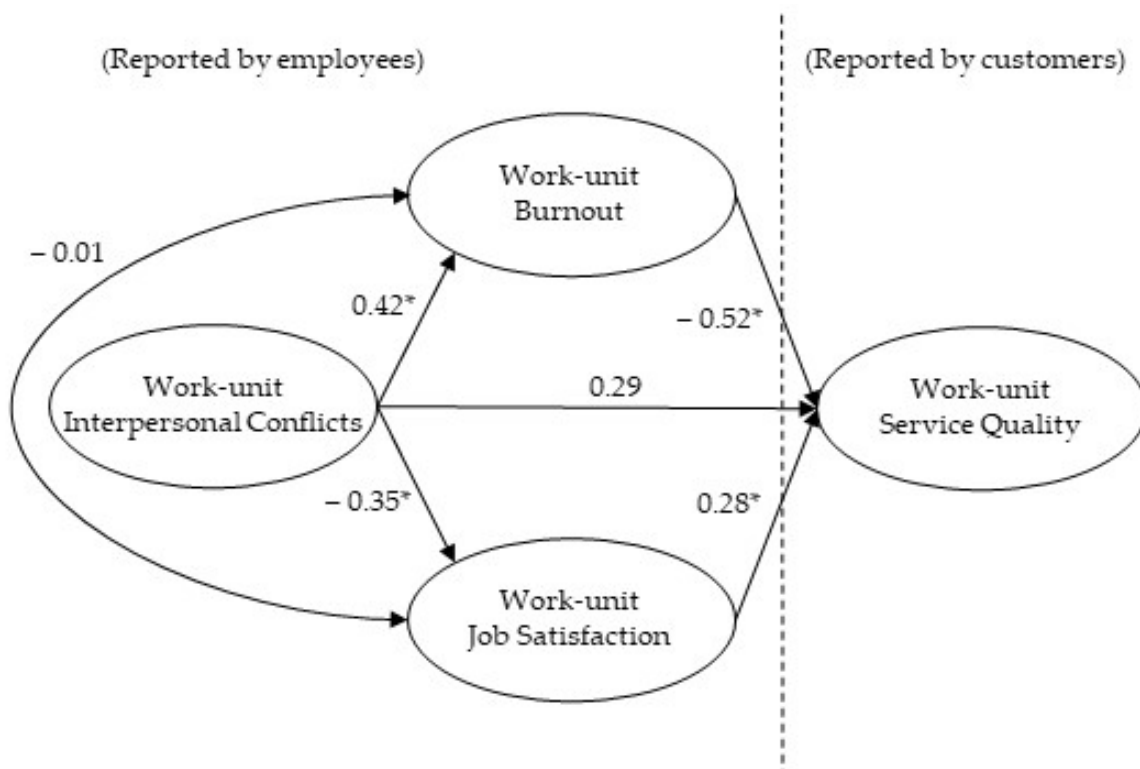 (Reported by employees)
(Reported by customers)
Work-unit
Burnout
– 0.01
0.42*
– 0.52*
Work-unit
Interpersonal Conflicts
0.29
Work-unit
Service Quality
– 0.35*
0.28*
Work-unit
Job Satisfaction